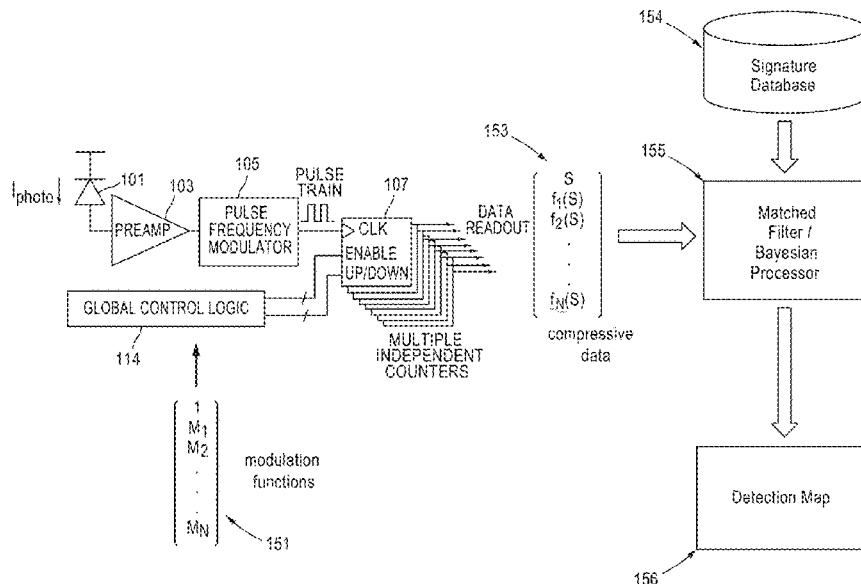 154
Signature
Database
153
155
105
PULSE
TRAIN
107
101
103
Iphoto
PREAMP
PULSE
FREQUENCY
MODULATOR
CLK
ENABLE
UP/DOWN
DATA
READOUT
S
f1(S)
f2(S)
.
.
.
fN(S)
compressive
data
Matched
Filter /
Bayesian
Processor
GLOBAL CONTROL LOGIC
114
MULTIPLE
INDEPENDENT
COUNTERS
1
M1
M2
.
.
.
MN
modulation
functions
151
Detection Map
156